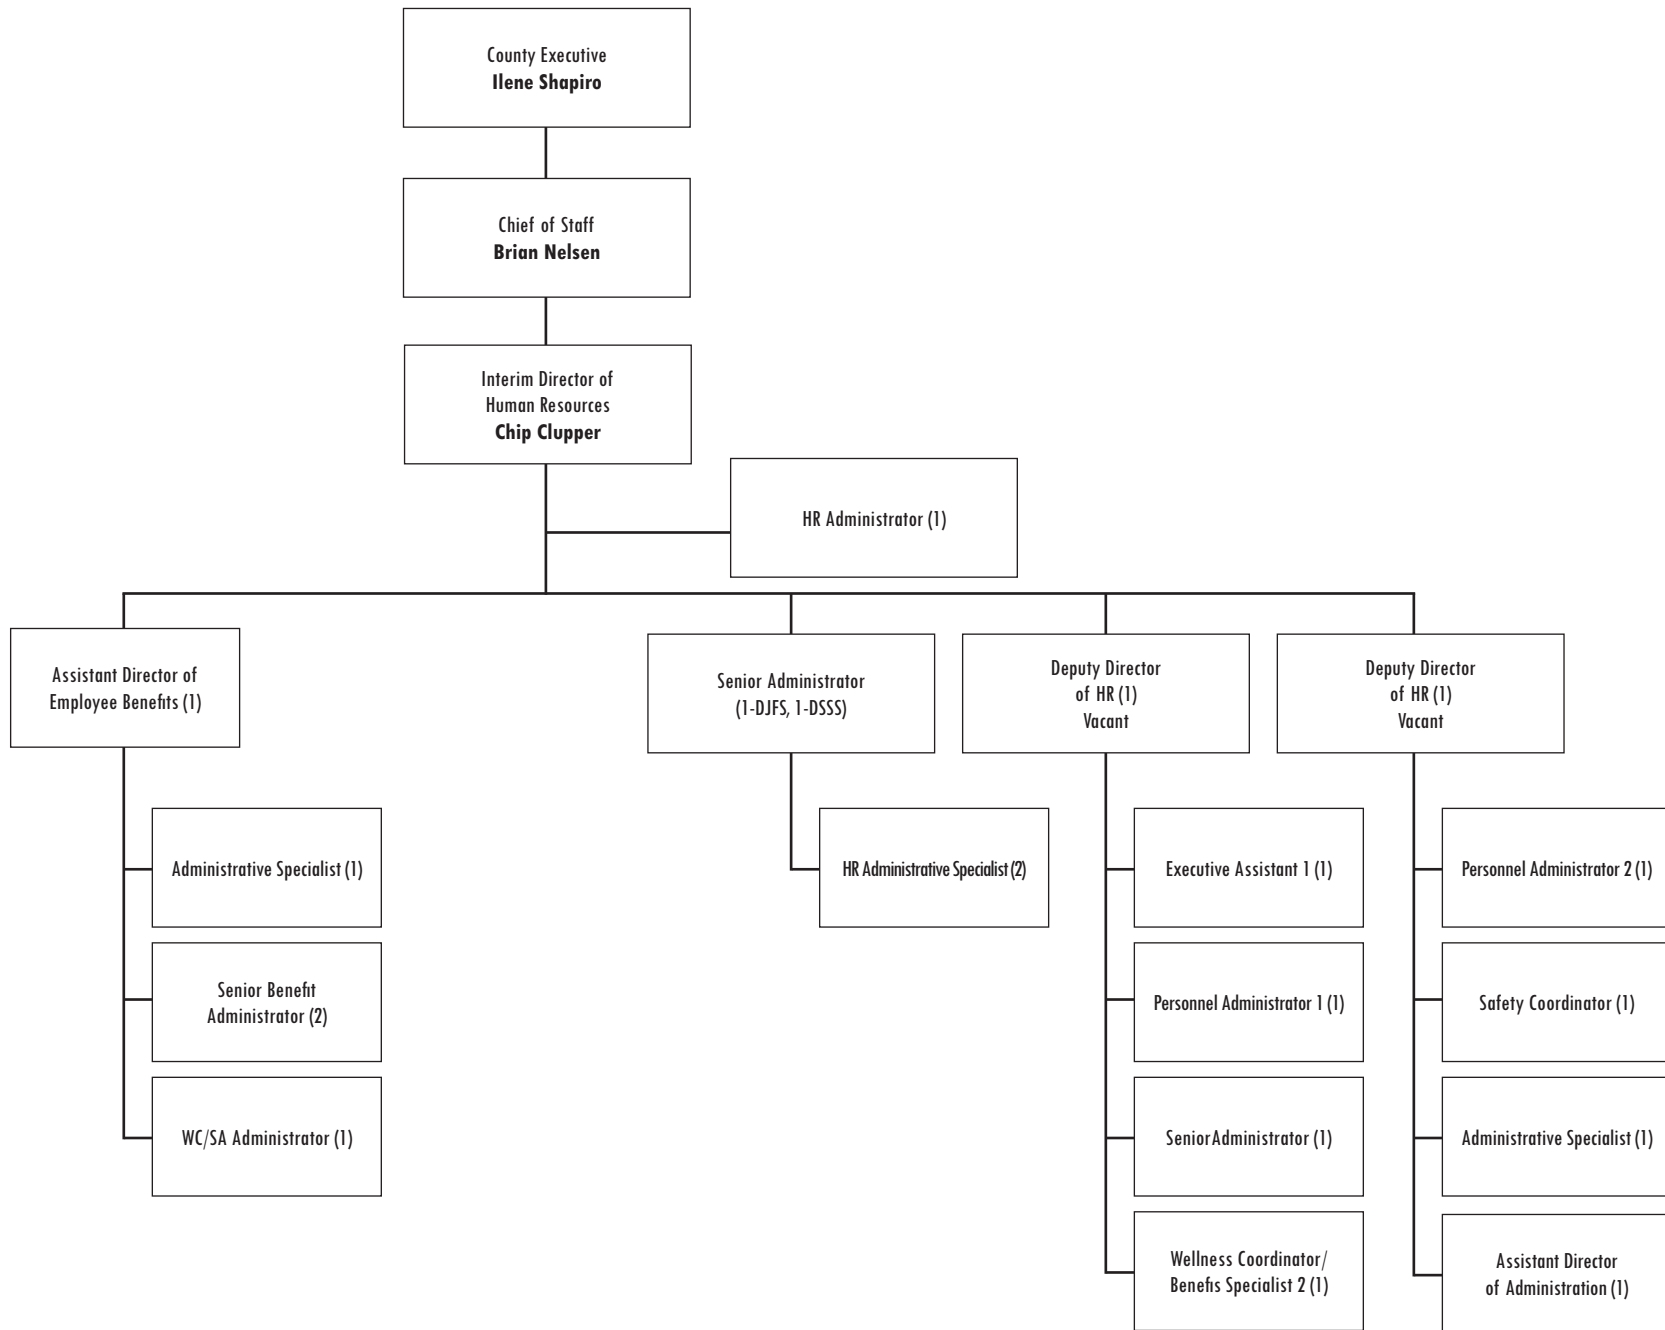 County Executive
Ilene Shapiro
Chief of Staff
Brian Nelsen
Interim Director of
Human Resources
Chip Clupper
HR Administrator (1)
Assistant Director of
Employee Benefits (1)
Senior Administrator
(1-DJFS, 1-DSSS)
Deputy Director
of HR (1)
Vacant
Deputy Director
of HR (1)
Vacant
Administrative Specialist (1)
Senior Benefit
Administrator (2)
WC/SA Administrator (1)
HR Administrative Specialist (2)
Executive Assistant 1 (1)
Personnel Administrator 1 (1)
SeniorAdministrator (1)
Wellness Coordinator/
Benefis Specialist 2 (1)
Personnel Administrator 2 (1)
Safety Coordinator (1)
Administrative Specialist (1)
Assistant Director
of Administration (1)